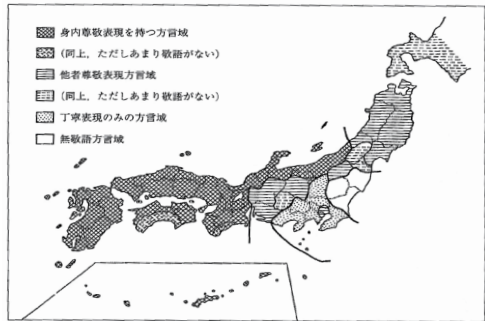 身内尊敬表現を持つ方言域
(同上,ただしあまり敬語がない)
他者尊敬表現方言域
(同上,ただしあまり敬語がない)
丁寧表現のみの方言域
無敬語方言域